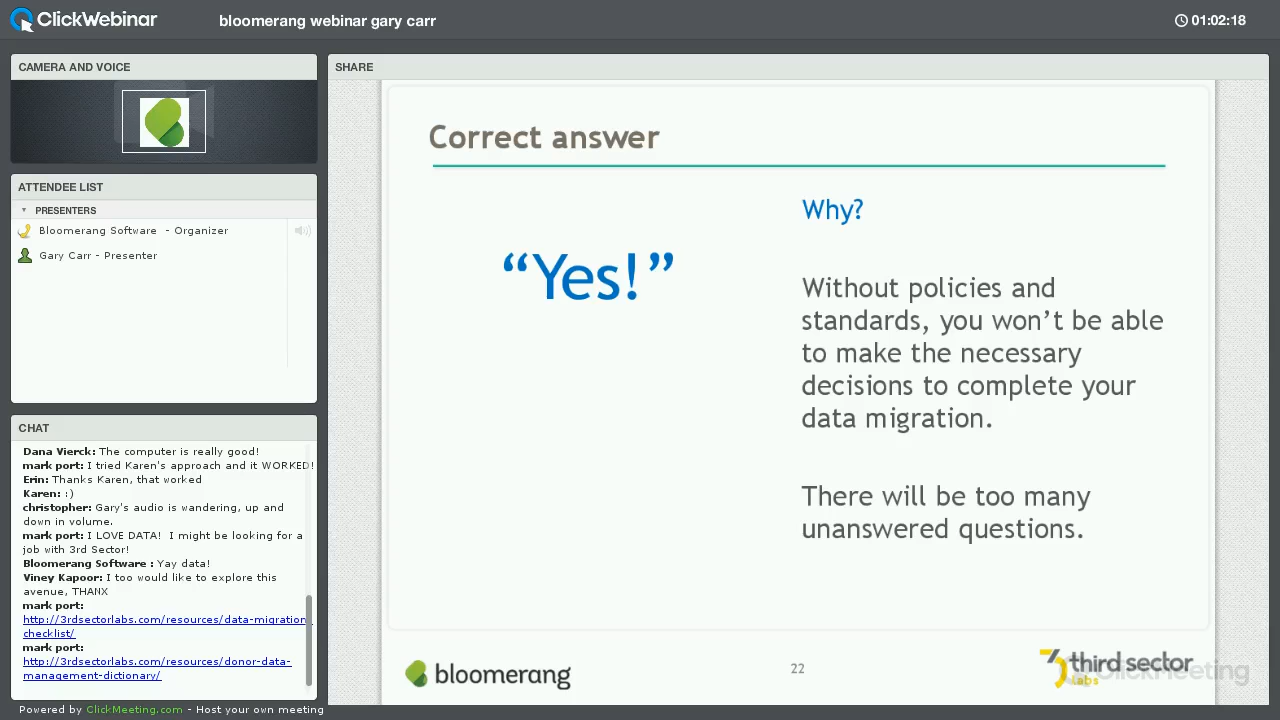 ClickWebinar
bloomerang webinar gary carr
01:02:18
CAMERA AND VOICE
ATTENDEE LIST
PRESENTERS
Bloomerang Software - Organizer
Gary Carr - Presenter
CHAT
Dana Vierck: The computer is really good!
mark port: I tried Karen's approach and it WORKED!
Erin: Thanks Karen, that worked
Karen: :)
christopher: Gary's audio is wandering, up and
down in volume.
mark port: I LOVE DATA! I might be looking for a
job with 3rd Sector!
Bloomerang Software : Yay data!
Viney Kapoor: I too would like to explore this
avenue, THANX
mark port:
http://3rdsectorlabs.com/resources/data-migration-
checklist/
mark port:
http://3rdsectorlabs.com/resources/donor-data-
management-dictionary/
Powered by ClickMeeting.com - Host your own meeting
SHARE
Correct answer
“Yes!”
Why?
Without policies and
standards, you won’t be able
to make the necessary
decisions to complete your
data migration.
There will be too many
unanswered questions.
bloomerang
22
third sector
Labs
ClickMeeting